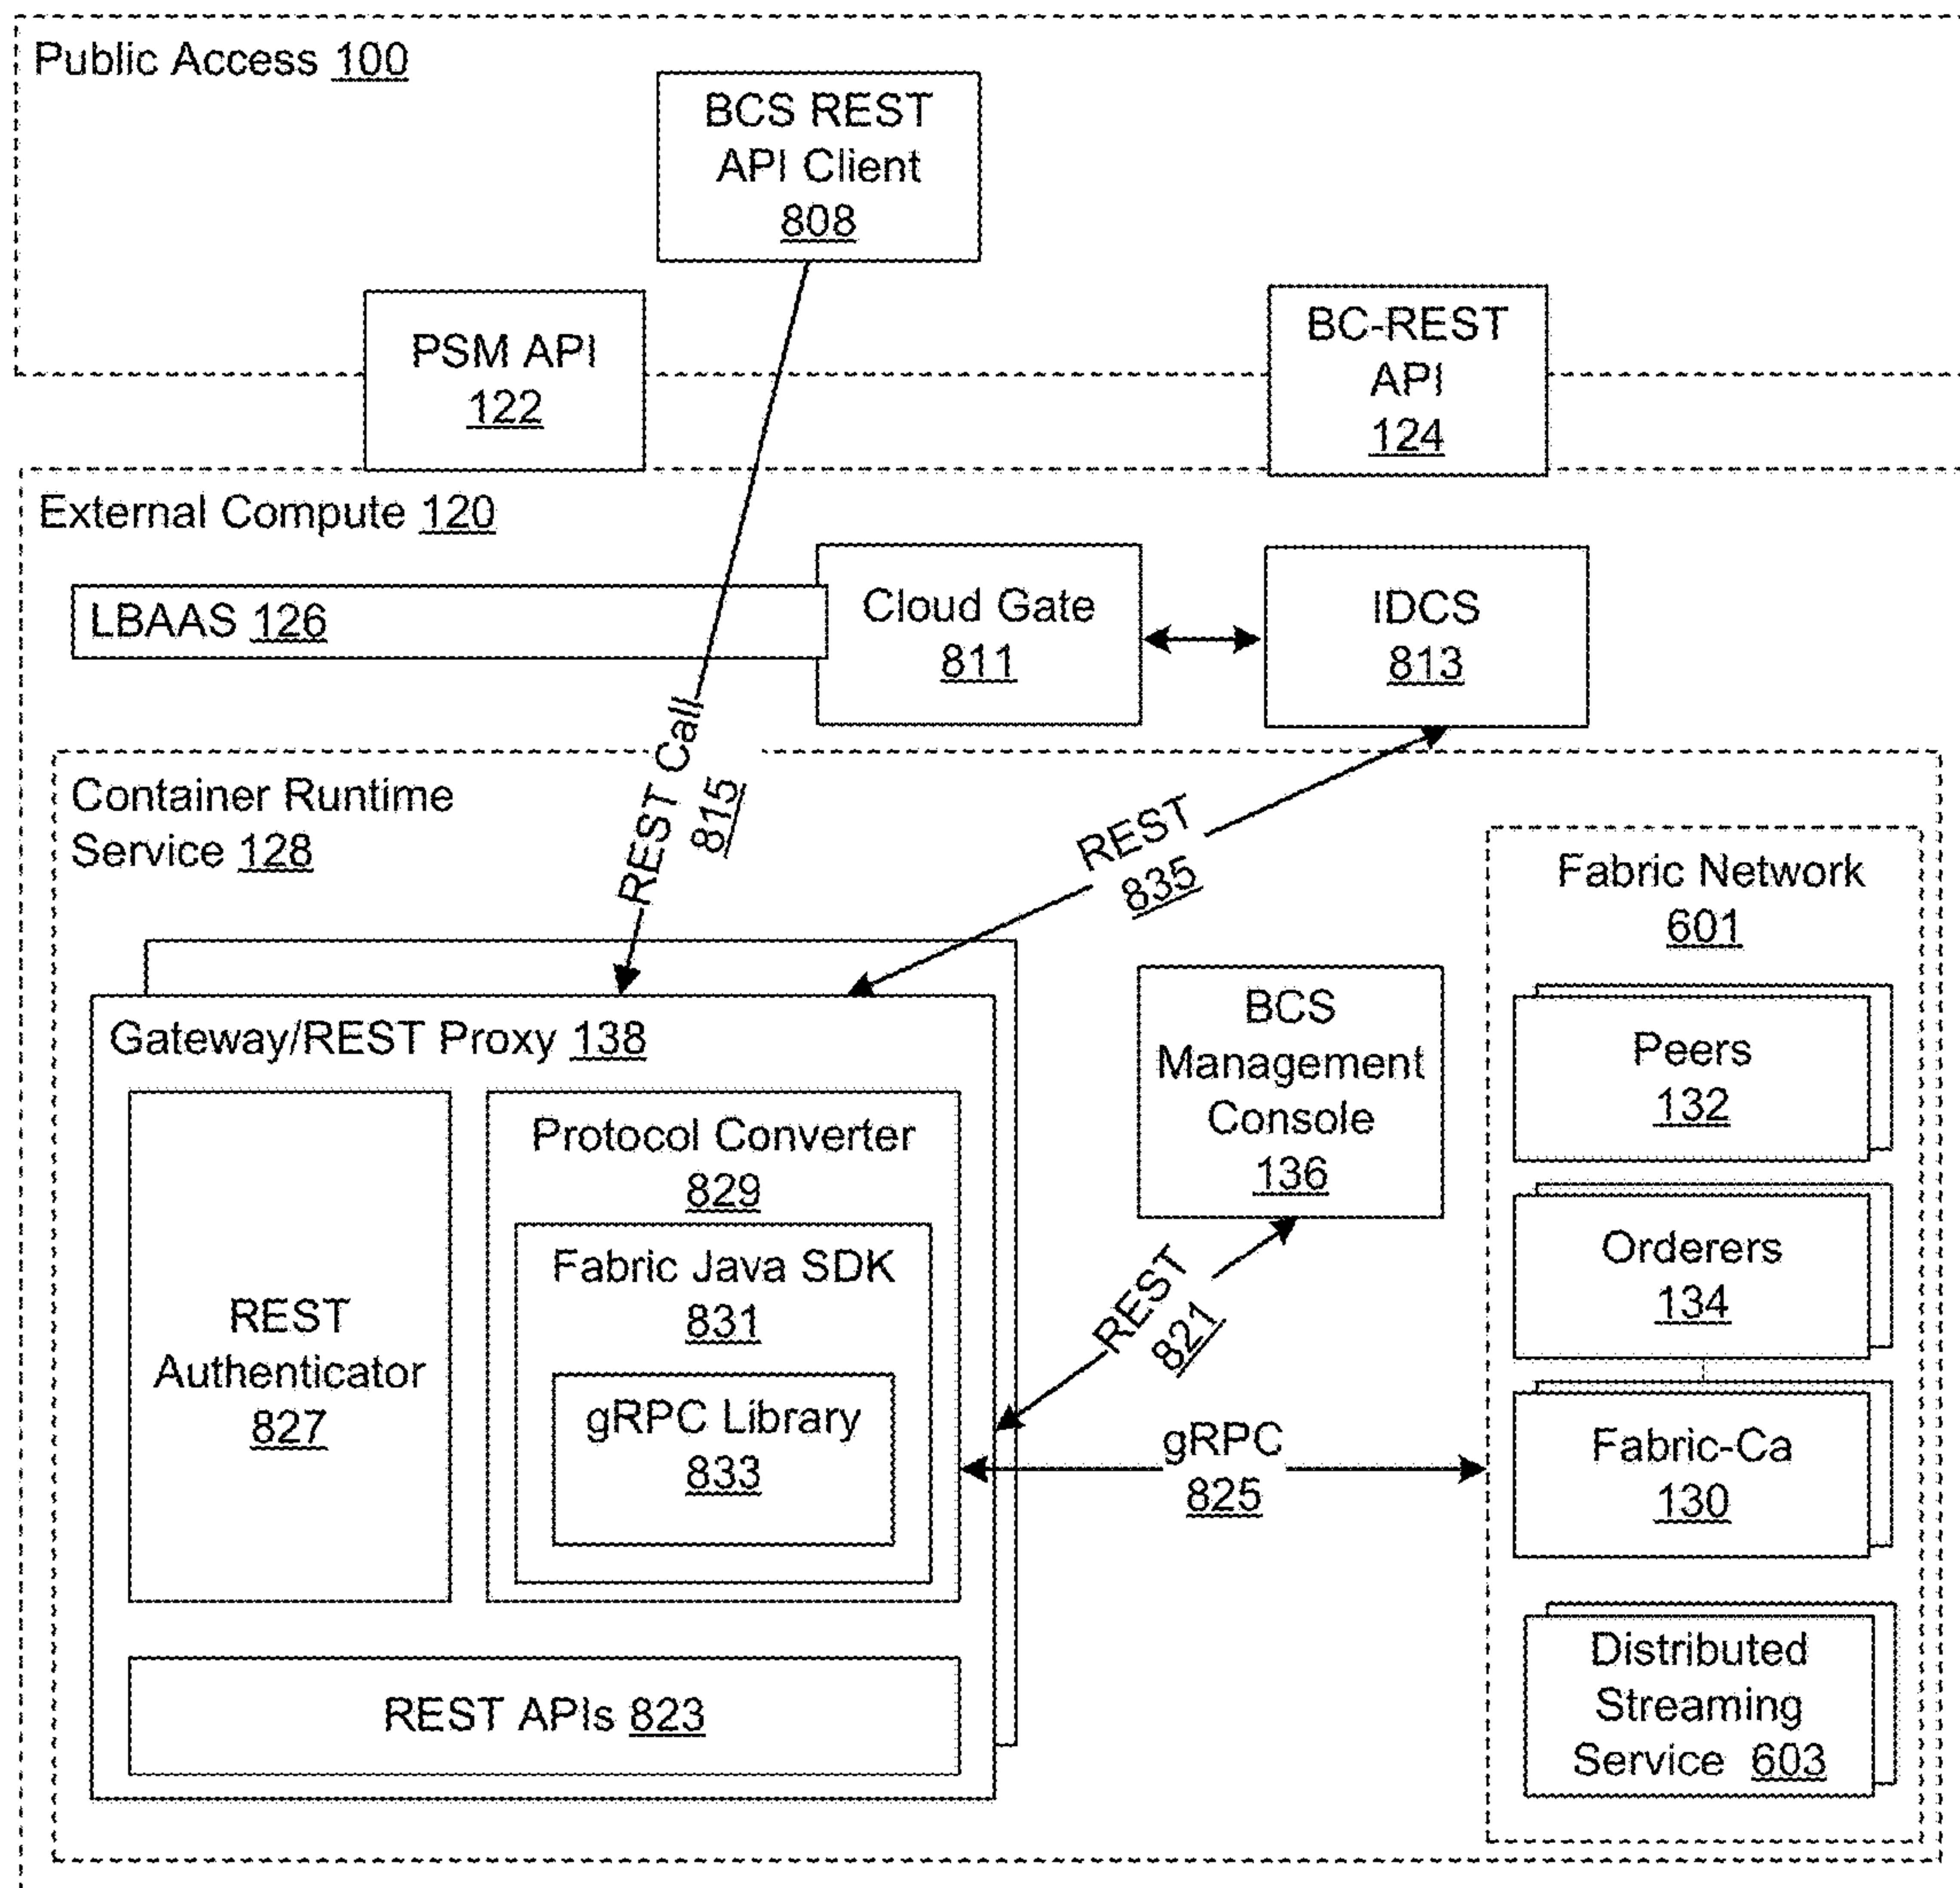 Public Access 100
BCS REST
API Client
808
PSM API
122
BC-REST
API
124
External Compute 120
LBAAS 126
Cloud Gate
811
IDCS
813
REST Call
815
Container Runtime
Service 128
REST
835
Fabric Network
601
Gateway/REST Proxy 138
BCS
Management
Console
136
Peers
132
Protocol Converter
829
Fabric Java SDK
831
REST
Authenticator
827
gRPC Library
833
REST
821
Orderers
134
gRPC
825
Fabric-Ca
130
REST APIs 823
Distributed
Streaming
Service 603